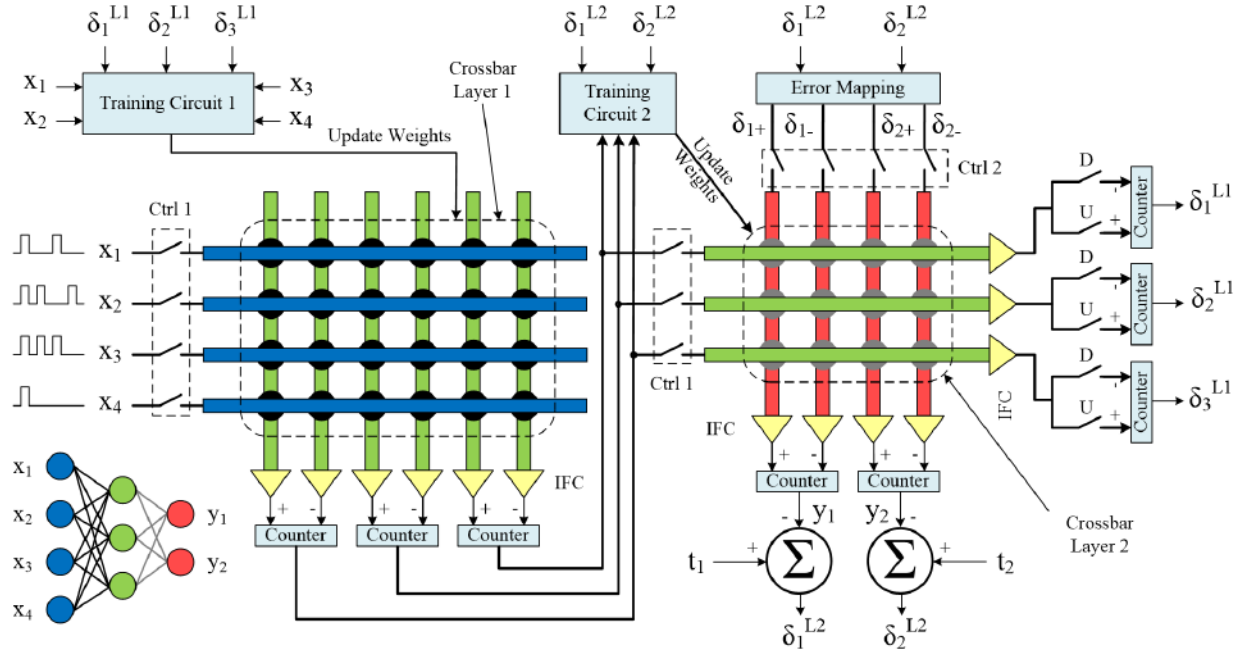 δ₁ᴸ¹ δ₂ᴸ¹ δ₃ᴸ¹
δ₁ᴸ² δ₂ᴸ²
δ₁ᴸ² δ₂ᴸ²
x₁ x₃
x₂ x₄
Training Circuit 1
Crossbar
Layer 1
Training
Circuit 2
Error Mapping
Update Weights
Update
Weights
δ₁₊ δ₁₋ δ₂₊ δ₂₋
Ctrl 2
Ctrl 1
x₁
x₂
x₃
x₄
Ctrl 1
D
U
- +
Counter
δ₁ᴸ¹
D
U
- +
Counter
δ₂ᴸ¹
D
U
- +
Counter
δ₃ᴸ¹
IFC
IFC
+ - + - + -
Counter Counter Counter
IFC
+ - + -
Counter Counter
- y₁ y₂ -
t₁ + Σ Σ + t₂
δ₁ᴸ² δ₂ᴸ²
Crossbar
Layer 2
x₁
x₂
x₃
x₄
y₁
y₂